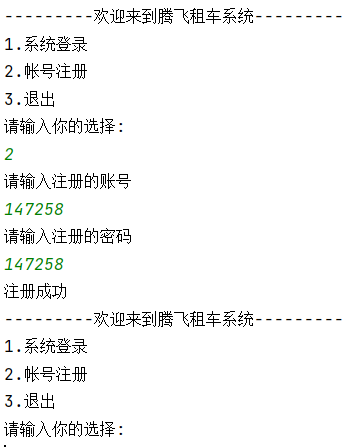 ---------欢迎来到腾飞租车系统---------
1.系统登录
2.帐号注册
3.退出
请输入你的选择:
2
请输入注册的账号
147258
请输入注册的密码
147258
注册成功
---------欢迎来到腾飞租车系统---------
1.系统登录
2.帐号注册
3.退出
请输入你的选择: